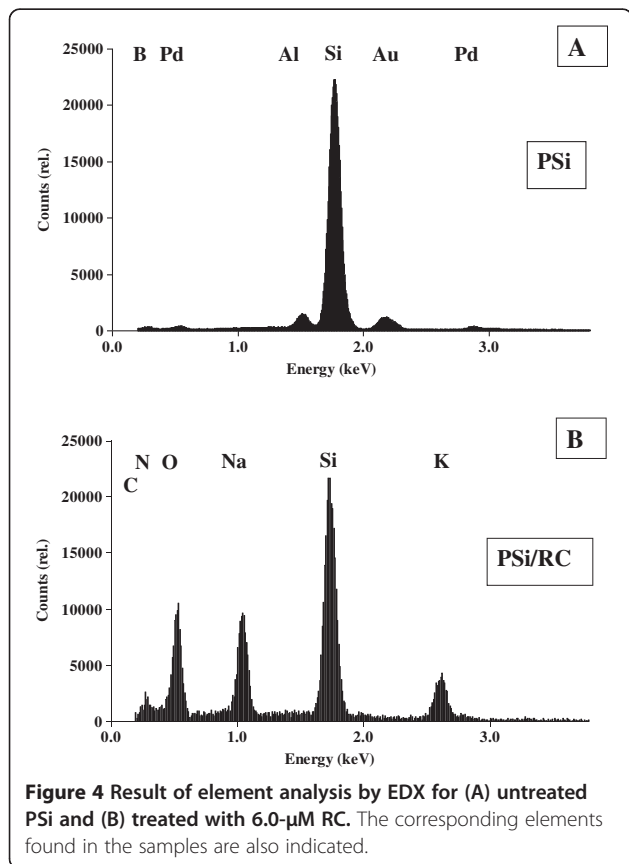 25000
20000
15000
10000
5000
0
Counts (rel.)
B Pd Al Si Au Pd
A
PSi
0.0 1.0 2.0 3.0
Energy (keV)
25000
20000
15000
10000
5000
0
Counts (rel.)
N O Na Si K
C
B
PSi/RC
0.0 1.0 2.0 3.0
Energy (keV)
Figure 4 Result of element analysis by EDX for (A) untreated
PSi and (B) treated with 6.0-μM RC. The corresponding elements
found in the samples are also indicated.